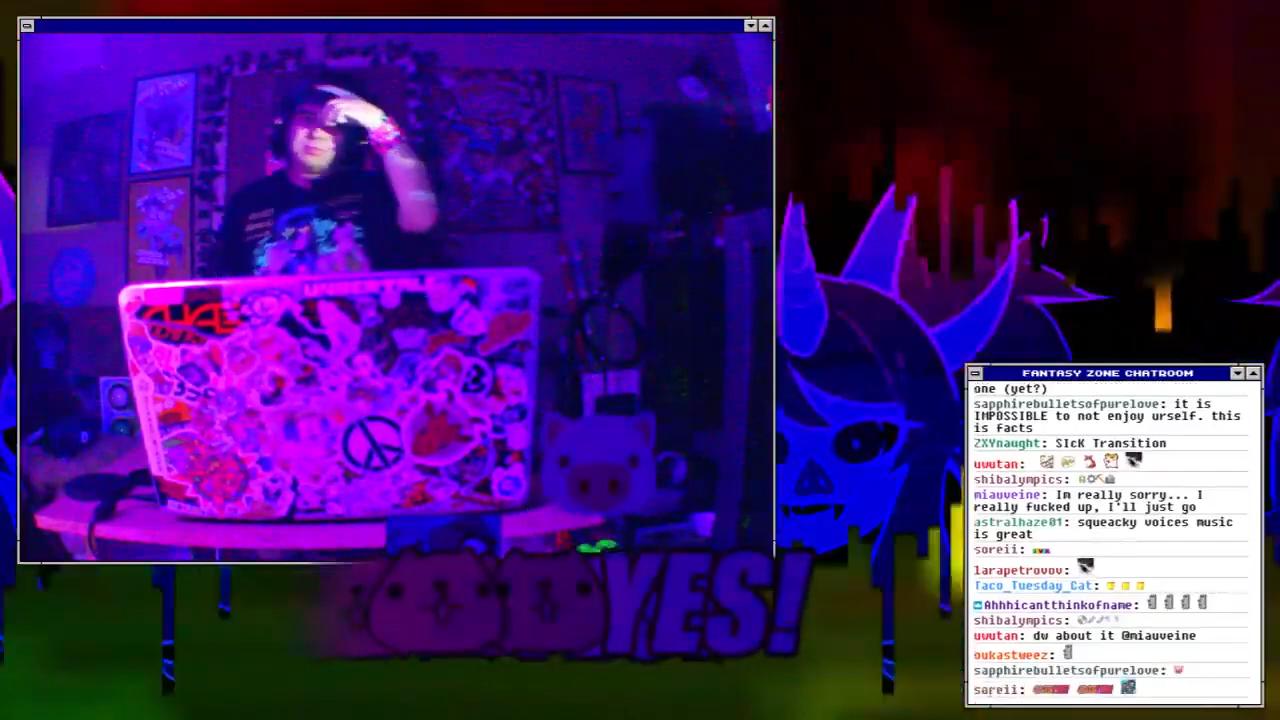 UNDERTALE
YES!
FANTASY ZONE CHATROOM
one (yet?)
sapphirebulletsofpurelove: it is
IMPOSSIBLE to not enjoy urself. this
is facts
ZXYnaught: SIcK Transition
uwutan:
shibalympics:
miauveine: Im really sorry... I
really fucked up, I'll just go
astralhaze01: squeacky voices music
is great
soreii:
larapetrovov:
Taco_Tuesday_Cat:
Ahhhicantthinkofname:
shibalympics:
uwutan: dw about it @miauveine
oukastweez:
sapphirebulletsofpurelove:
soreii: